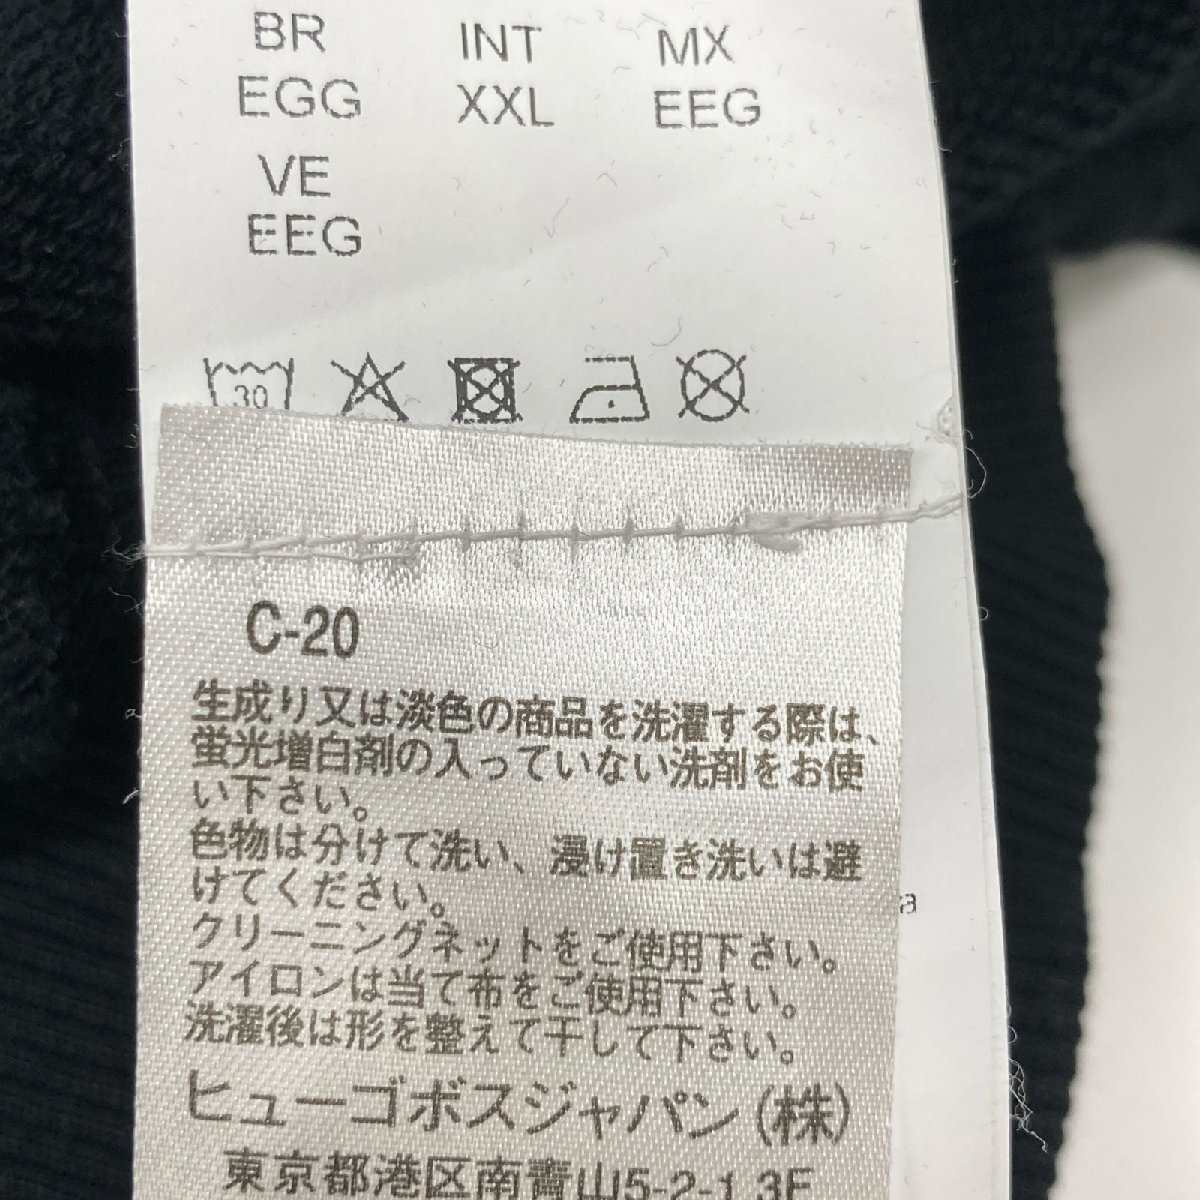 BR INT MX
EGG XXL EEG
VE
EEG
30
C-20
生成り又は淡色の商品を洗濯する際は、
蛍光増白剤の入っていない洗剤をお使
い下さい。
色物は分けて洗い、浸け置き洗いは避
けてください。
クリーニングネットをご使用下さい。
アイロンは当て布をご使用下さい。
洗濯後は形を整えて干して下さい。
ヒューゴボスジャパン(株)
東京都港区南青山5-2-1 3F
a